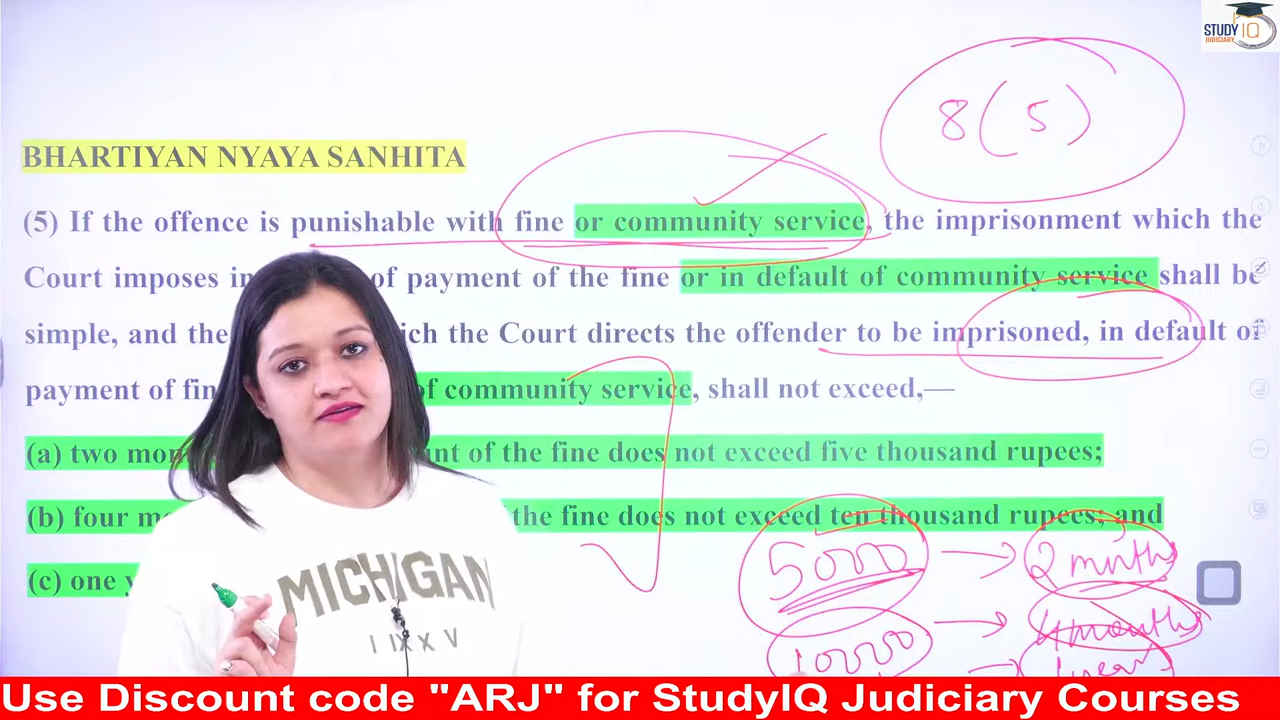 STUDY IQ
JUDICIARY
8(5)
BHARTIYAN NYAYA SANHITA
(5) If the offence is punishable with fine or community service, the imprisonment which the
Court imposes in of payment of the fine or in default of community service shall be
simple, and the the Court directs the offender to be imprisoned, in default of
payment of of community service, shall not exceed,—
(a) two of the fine does not exceed five thousand rupees;
(b) four the fine does not exceed ten thousand rupees; and
(c) one
5000 → 2 months
10000 → 4 months
→
MICHIGAN
Use Discount code "ARJ" for StudyIQ Judiciary Courses